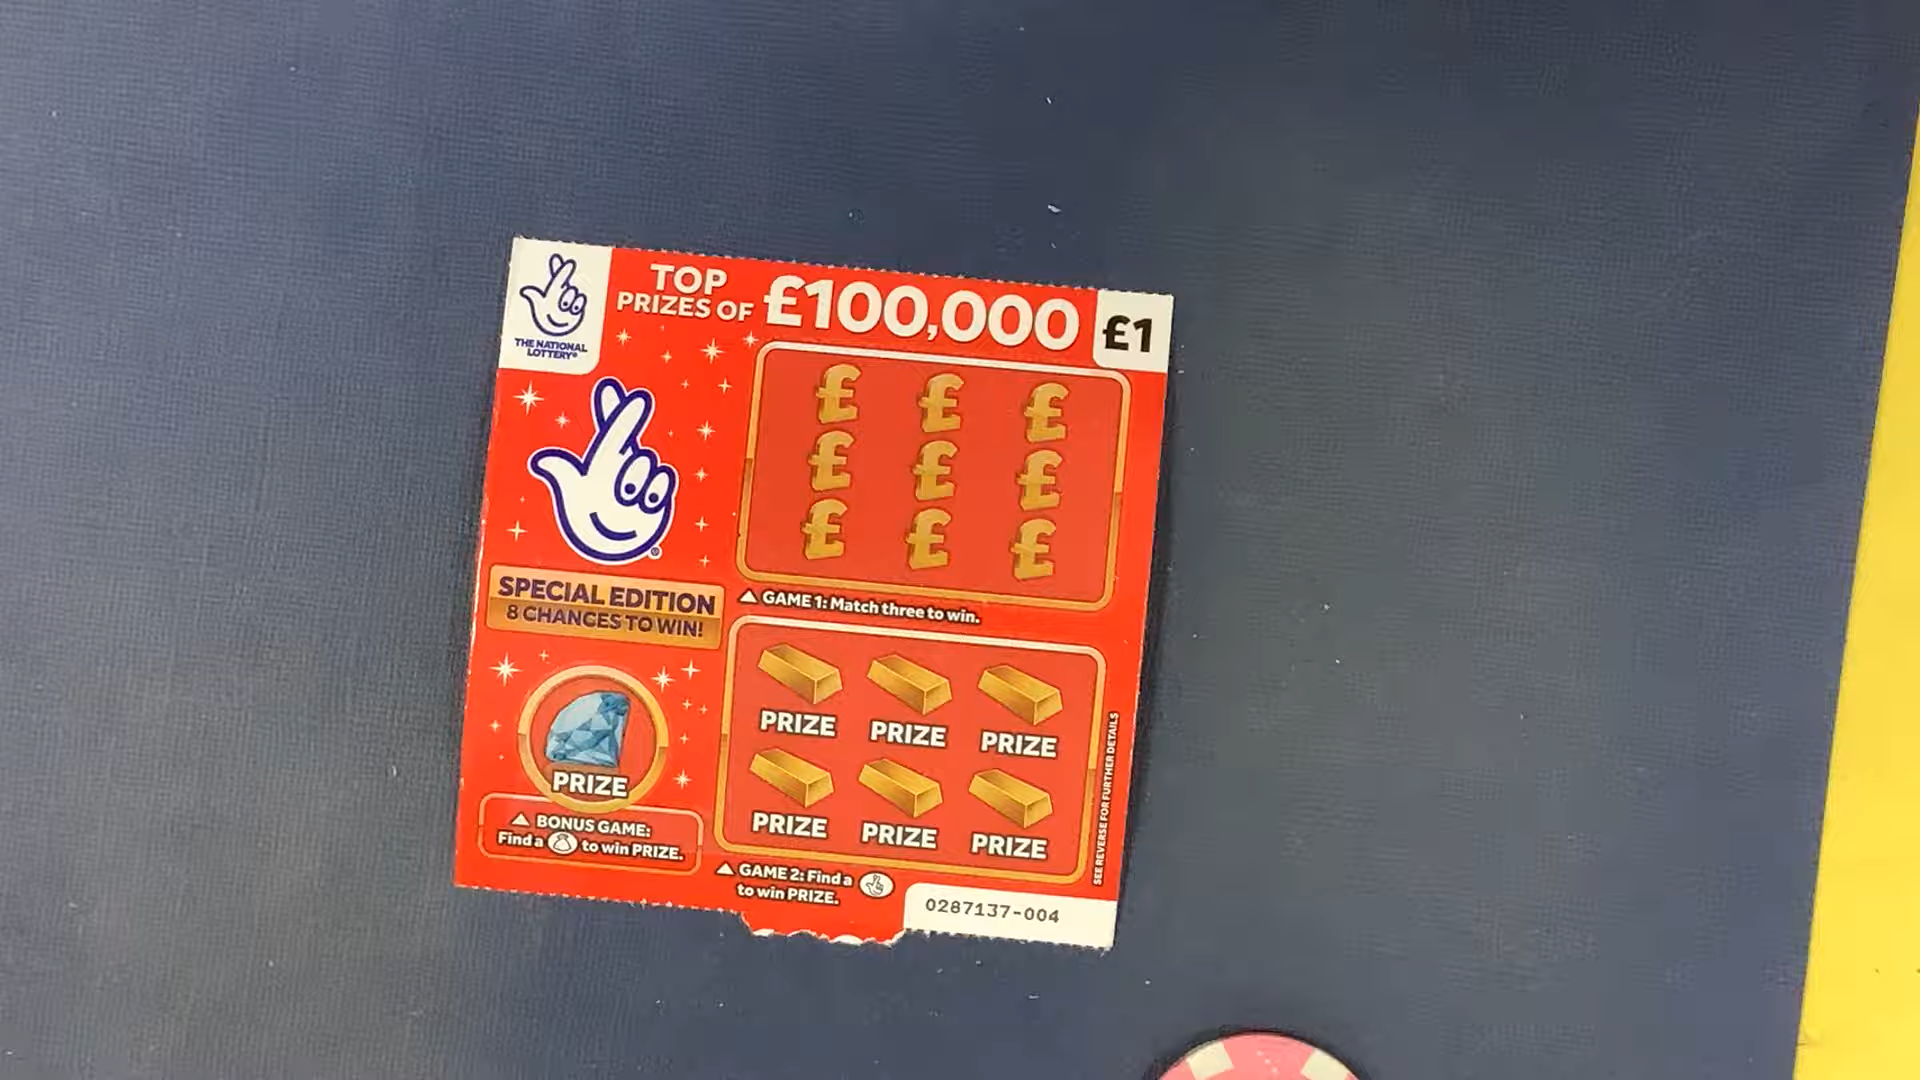 THE NATIONAL
LOTTERY®
TOP
PRIZES OF £100,000
£1
£ £ £
£ £ £
£ £ £
®
SPECIAL EDITION
8 CHANCES TO WIN!
GAME 1: Match three to win.
PRIZE PRIZE PRIZE
PRIZE PRIZE PRIZE
PRIZE
BONUS GAME:
Find a to win PRIZE.
GAME 2: Find a
to win PRIZE.
SEE REVERSE FOR FURTHER DETAILS
0287137-004